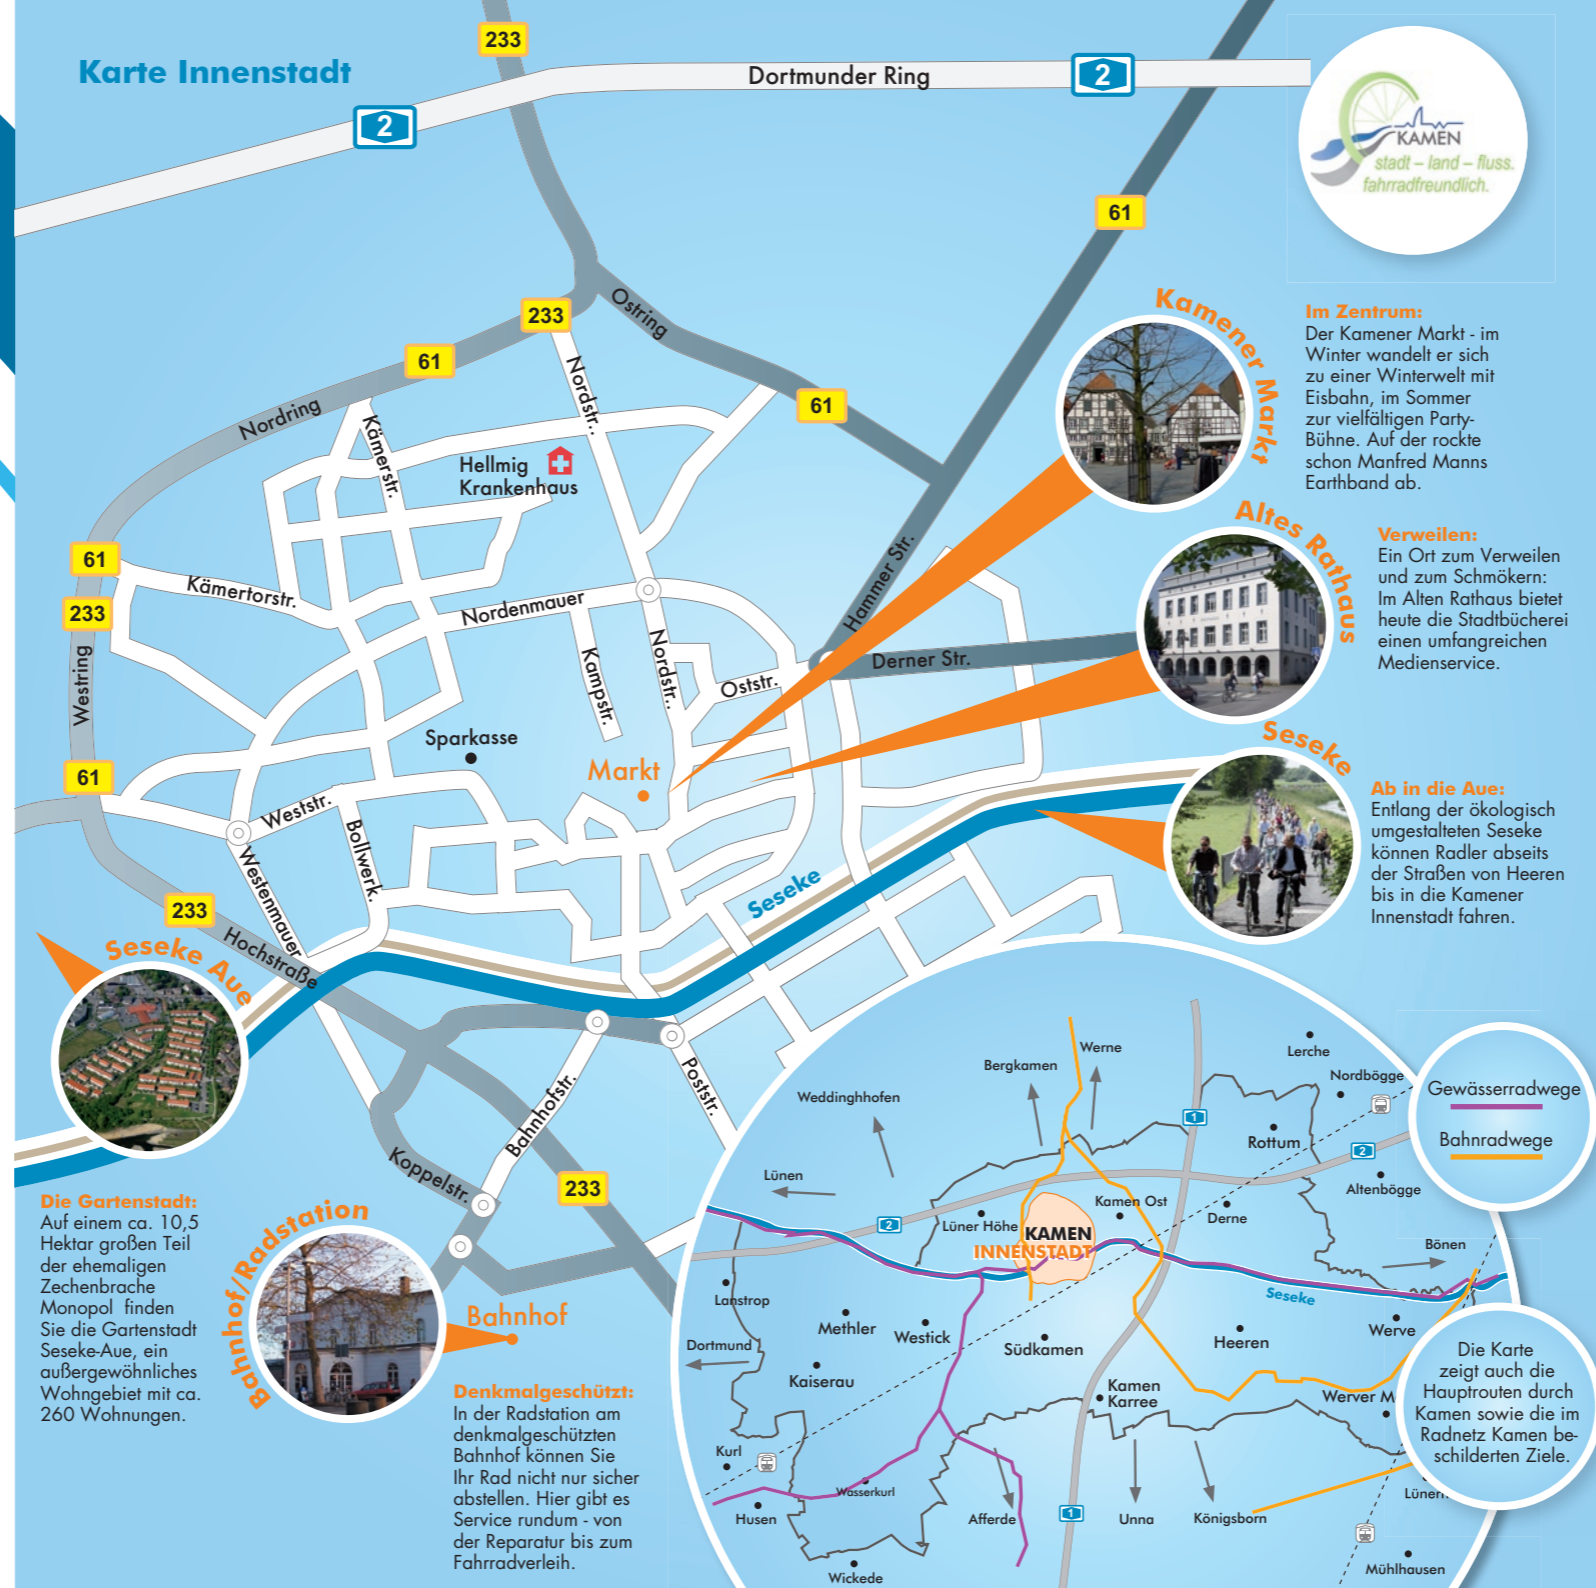 Karte Innenstadt
233
Dortmunder Ring
2
2
KAMEN
stadt – land – fluss.
fahrradfreundlich.
61
Kamener Markt
Im Zentrum:
Der Kamener Markt - im
Winter wandelt er sich
zu einer Winterwelt mit
Eisbahn, im Sommer
zur vielfältigen Party-
Bühne. Auf der rockte
schon Manfred Manns
Earthband ab.
Ostring
233
61
61
Nordring
Nordstr..
Kämerstr.
Hellmig
Krankenhaus
Altes Rathaus
Verweilen:
Ein Ort zum Verweilen
und zum Schmökern:
Im Alten Rathaus bietet
heute die Stadtbücherei
einen umfangreichen
Medienservice.
61
233
Kämertorstr.
Nordenmauer
Hammer Str.
Derner Str.
Westring
Kampstr.
Nordstr..
Oststr.
Sparkasse
Markt
61
Weststr.
Bollwerk.
Westenmauer
Seseke
Seseke
Ab in die Aue:
Entlang der ökologisch
umgestalteten Seseke
können Radler abseits
der Straßen von Heeren
bis in die Kamener
Innenstadt fahren.
233
Hochstraße
Seseke Aue
Die Gartenstadt:
Auf einem ca. 10,5
Hektar großen Teil
der ehemaligen
Zechenbrache
Monopol finden
Sie die Gartenstadt
Seseke-Aue, ein
außergewöhnliches
Wohngebiet mit ca.
260 Wohnungen.
Poststr.
Bahnhofstr.
Koppelstr.
233
Bahnhof/Radstation
Bahnhof
Denkmalgeschützt:
In der Radstation am
denkmalgeschützten
Bahnhof können Sie
Ihr Rad nicht nur sicher
abstellen. Hier gibt es
Service rundum - von
der Reparatur bis zum
Fahrradverleih.
Werne
Bergkamen
Weddinghhofen
Lerche
Nordbögge
1
Rottum
2
Altenbögge
Lünen
2
Lüner Höhe
KAMEN
INNENSTADT
Kamen Ost
Derne
Bönen
Seseke
Lanstrop
Methler
Westick
Südkamen
Heeren
Werve
Dortmund
Kaiserau
Kamen
Karree
Werver M
Kurl
Wasserkurl
Husen
Afferde
1
Unna
Königsborn
Lünern
Wickede
Mühlhausen
Gewässerradwege
Bahnradwege
Die Karte
zeigt auch die
Hauptrouten durch
Kamen sowie die im
Radnetz Kamen be-
schilderten Ziele.